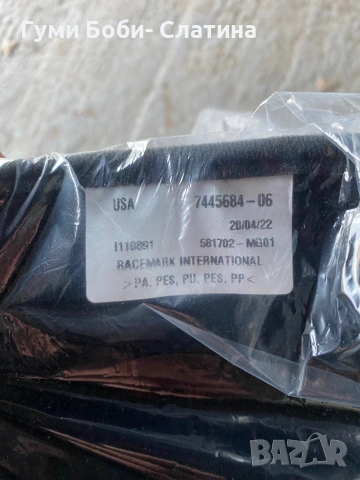 Гуми Боби- Слатина
USA 7445684-06
20/04/22
I110891 581702-MG01
RACEMARK INTERNATIONAL
>PA, PES, PU, PES, PP<
BAZAR